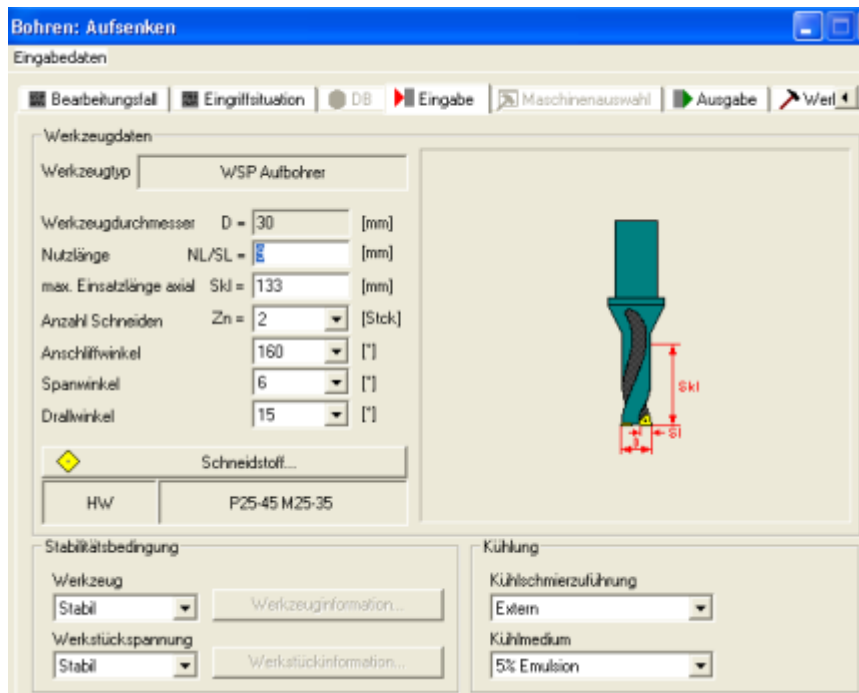 Bohren: Aufsenken
Eingabedaten
Bearbeitungsfall Eingriffsituation DB Eingabe Maschinenauswahl Ausgabe
Werkzeugdaten
Werkzeugtyp WSP Aufbohrer
Werkzeugdurchmesser D = 30 [mm]
Nutzlänge NL/SL = [mm]
max. Einsatzlänge axial Skl = 133 [mm]
Anzahl Schneiden Zn = 2 [Stck]
Anschliffwinkel 160 [°]
Spanwinkel 6 [°]
Drallwinkel 15 [°]
Skl
Sl
Schneidstoff...
HW P25-45 M25-35
Stabilitätsbedingung
Werkzeug
Stabil Werkzeuginformation...
Werkstückspannung
Stabil Werkstückinformation...
Kühlung
Kühlschmierzuführung
Extern
Kühlmedium
5% Emulsion